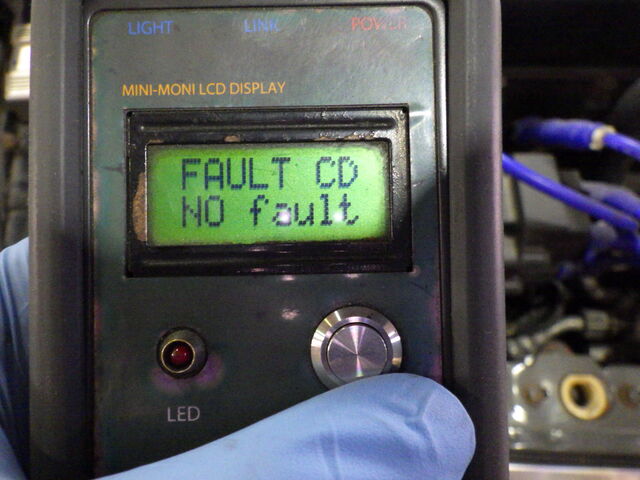 LIGHT LINK POWER
MINI-MONI LCD DISPLAY
FAULT CD
NO fault
LED